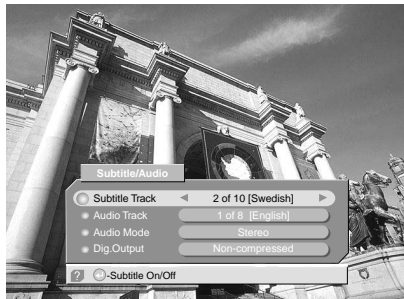 Subtitle/Audio
Subtitle Track 2 of 10 [Swedish]
Audio Track 1 of 8 [English]
Audio Mode Stereo
Dig.Output Non-compressed
? -Subtitle On/Off